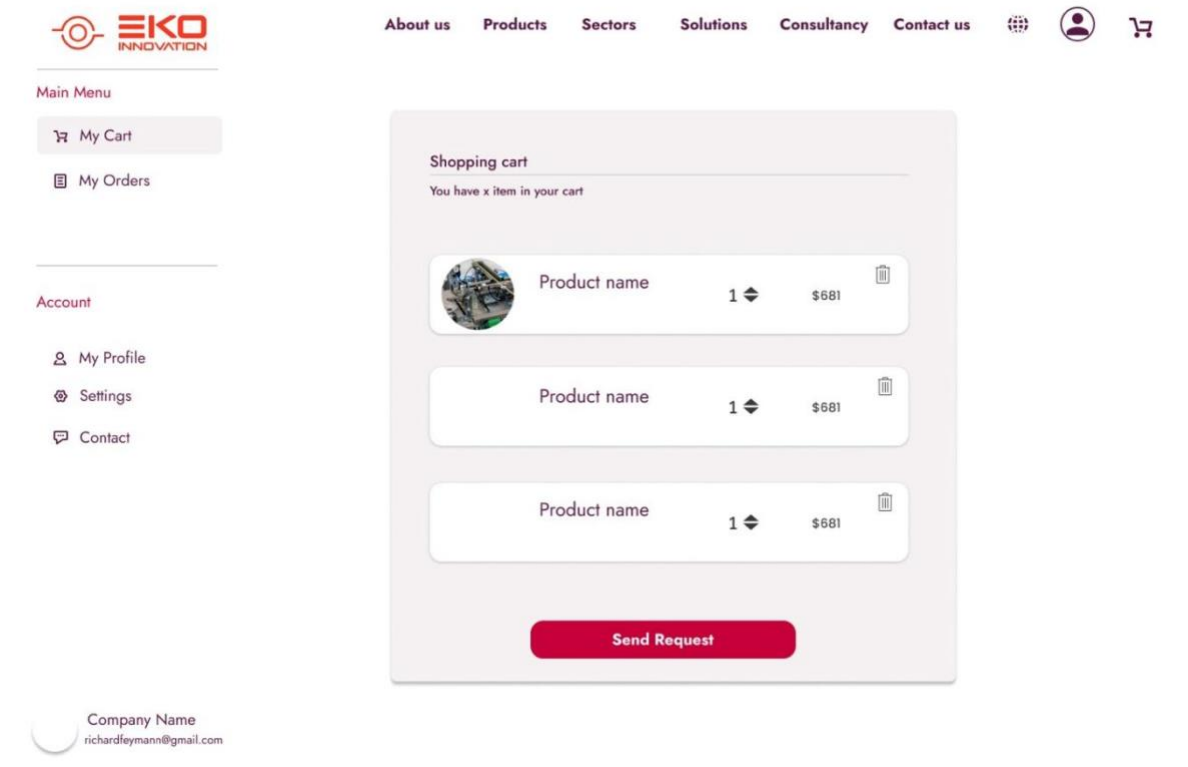 EKO
INNOVATION
About us Products Sectors Solutions Consultancy Contact us
Main Menu
My Cart
My Orders
Account
My Profile
Settings
Contact
Shopping cart
You have x item in your cart
Product name 1 $681
Product name 1 $681
Product name 1 $681
Send Request
Company Name
richardfeymann@gmail.com